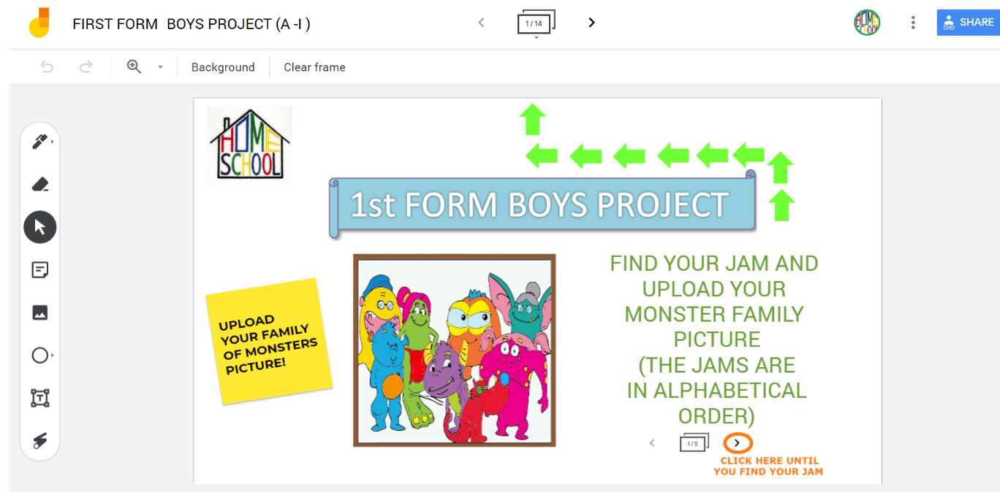 FIRST FORM BOYS PROJECT (A -I )
1 / 14
HOME
SCHOOL
SHARE
Background
Clear frame
HOME
SCHOOL
1st FORM BOYS PROJECT
UPLOAD
YOUR FAMILY
OF MONSTERS
PICTURE!
FIND YOUR JAM AND
UPLOAD YOUR
MONSTER FAMILY
PICTURE
(THE JAMS ARE
IN ALPHABETICAL
ORDER)
1 / 5
CLICK HERE UNTIL
YOU FIND YOUR JAM